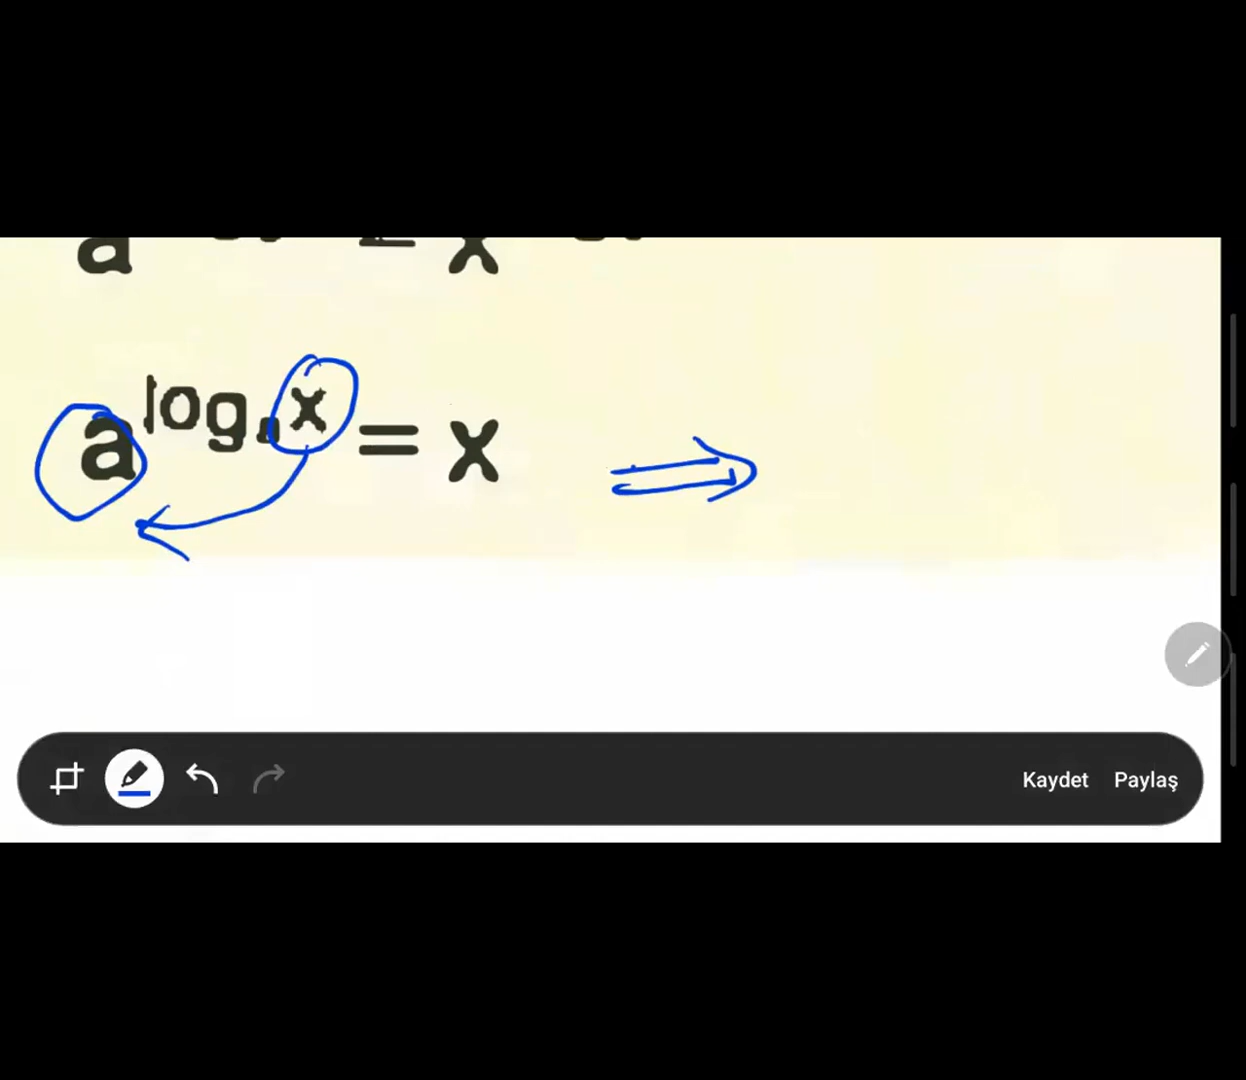 a = x
a^log_a x = x ⇒
Kaydet Paylaş